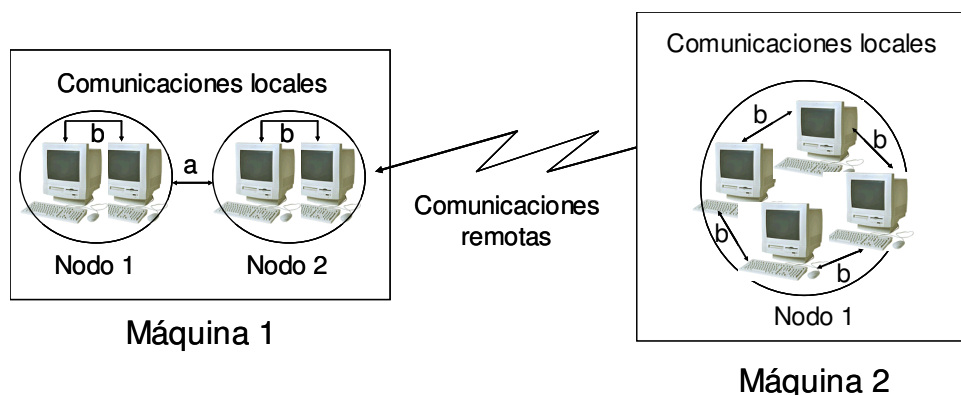 Comunicaciones locales
b
b
a
Nodo 1
Nodo 2
Máquina 1
Comunicaciones
remotas
Comunicaciones locales
b
b
b
b
Nodo 1
Máquina 2